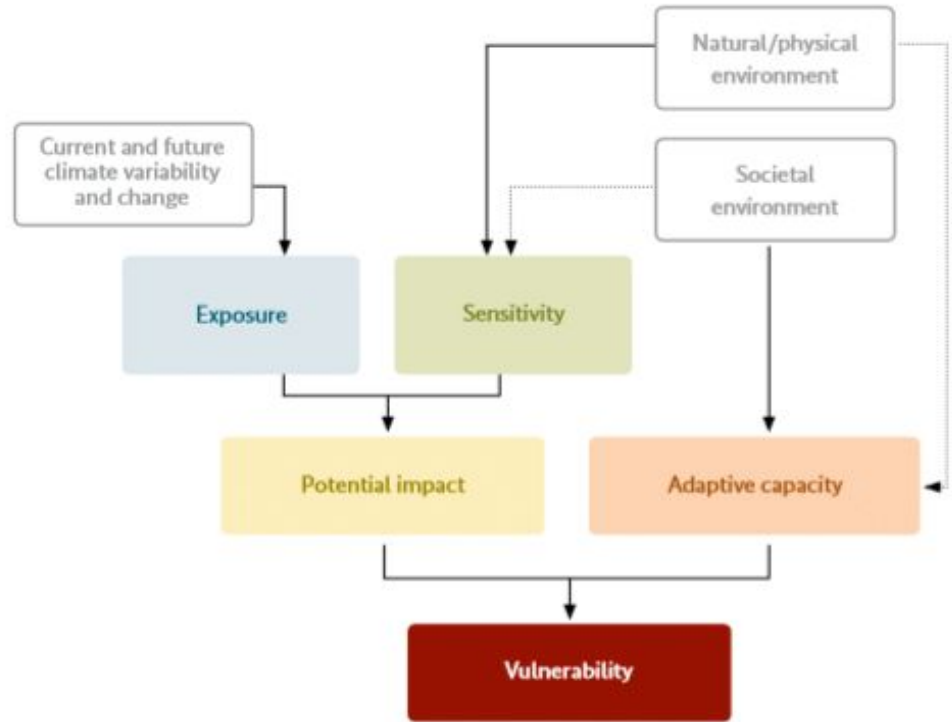 Natural/physical
environment
Current and future
climate variability
and change
Societal
environment
Exposure
Sensitivity
Potential impact
Adaptive capacity
Vulnerability